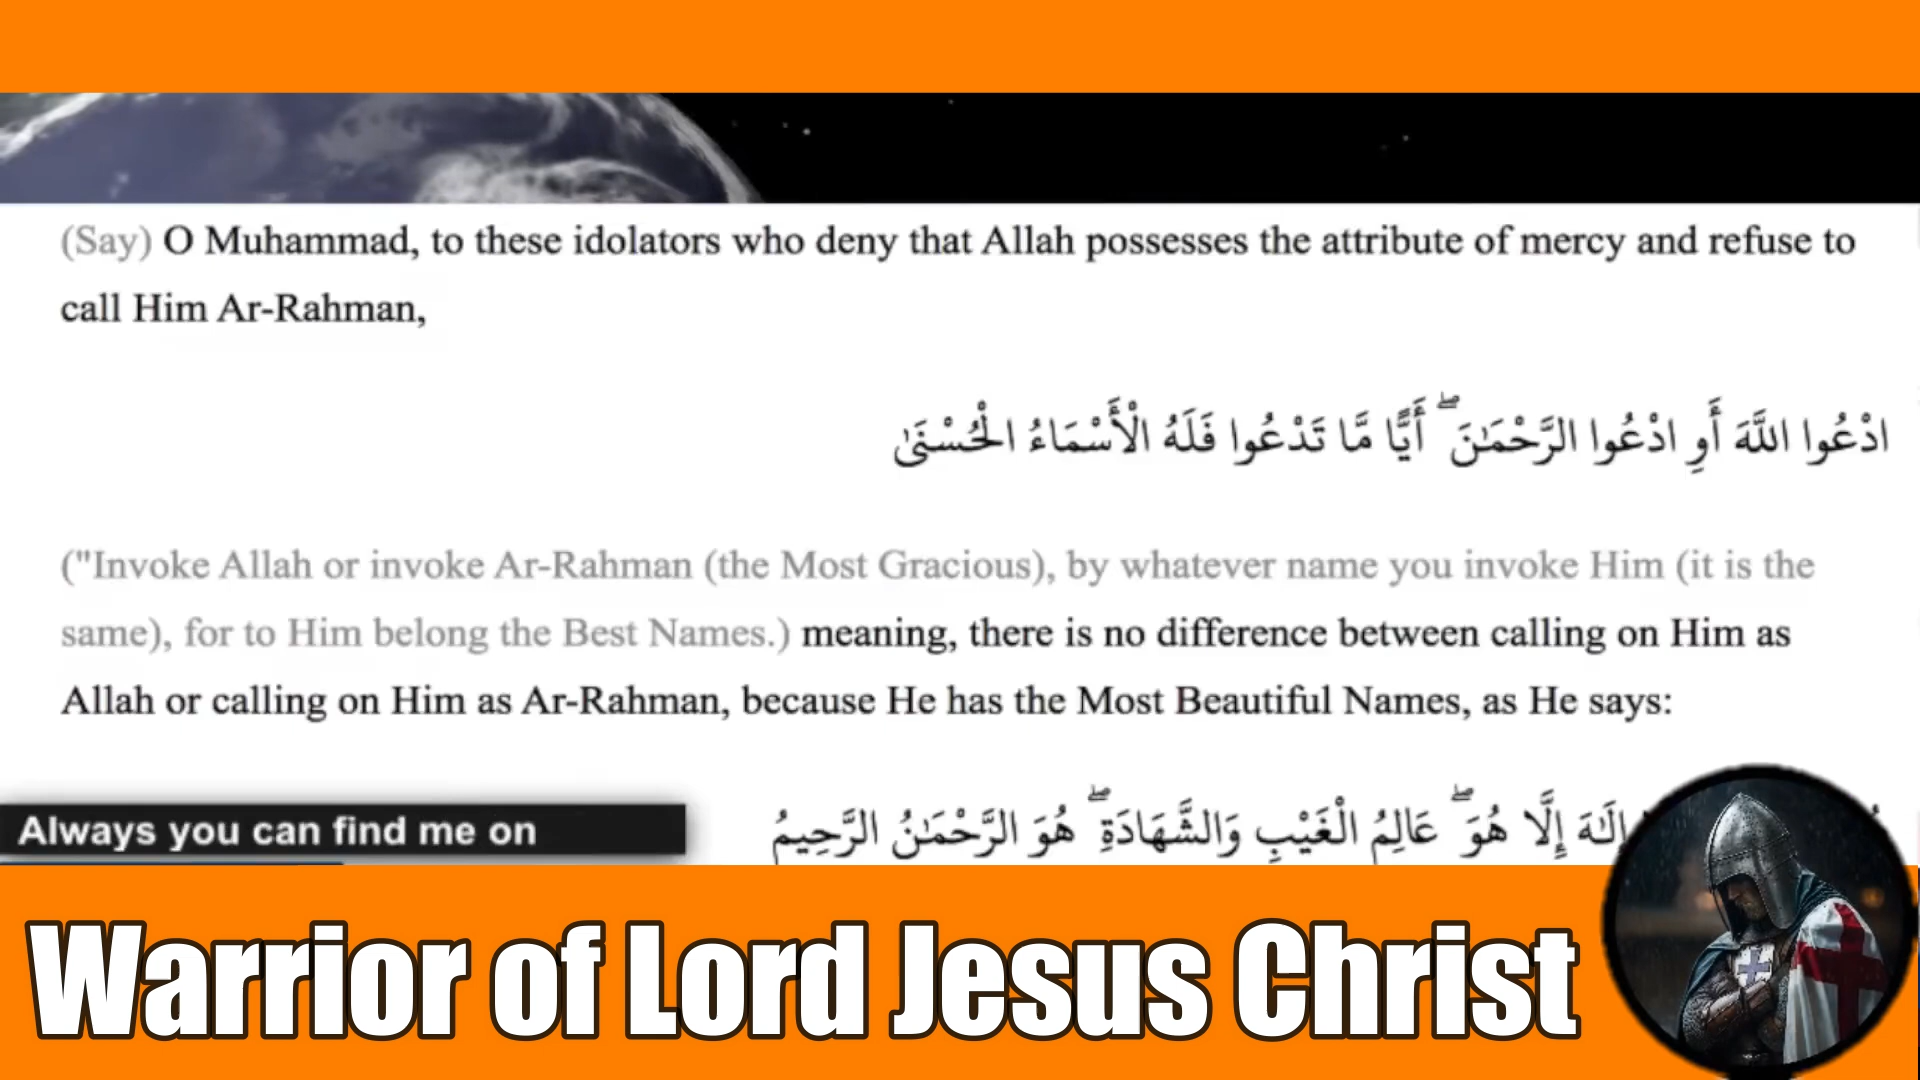 (Say) O Muhammad, to these idolators who deny that Allah possesses the attribute of mercy and refuse to
call Him Ar-Rahman,
ادْعُوا اللَّهَ أَوِ ادْعُوا الرَّحْمَٰنَ ۖ أَيًّا مَّا تَدْعُوا فَلَهُ الْأَسْمَاءُ الْحُسْنَىٰ
("Invoke Allah or invoke Ar-Rahman (the Most Gracious), by whatever name you invoke Him (it is the
same), for to Him belong the Best Names.) meaning, there is no difference between calling on Him as
Allah or calling on Him as Ar-Rahman, because He has the Most Beautiful Names, as He says:
إِلَٰهَ إِلَّا هُوَ ۖ عَالِمُ الْغَيْبِ وَالشَّهَادَةِ ۖ هُوَ الرَّحْمَٰنُ الرَّحِيمُ
Always you can find me on
Warrior of Lord Jesus Christ